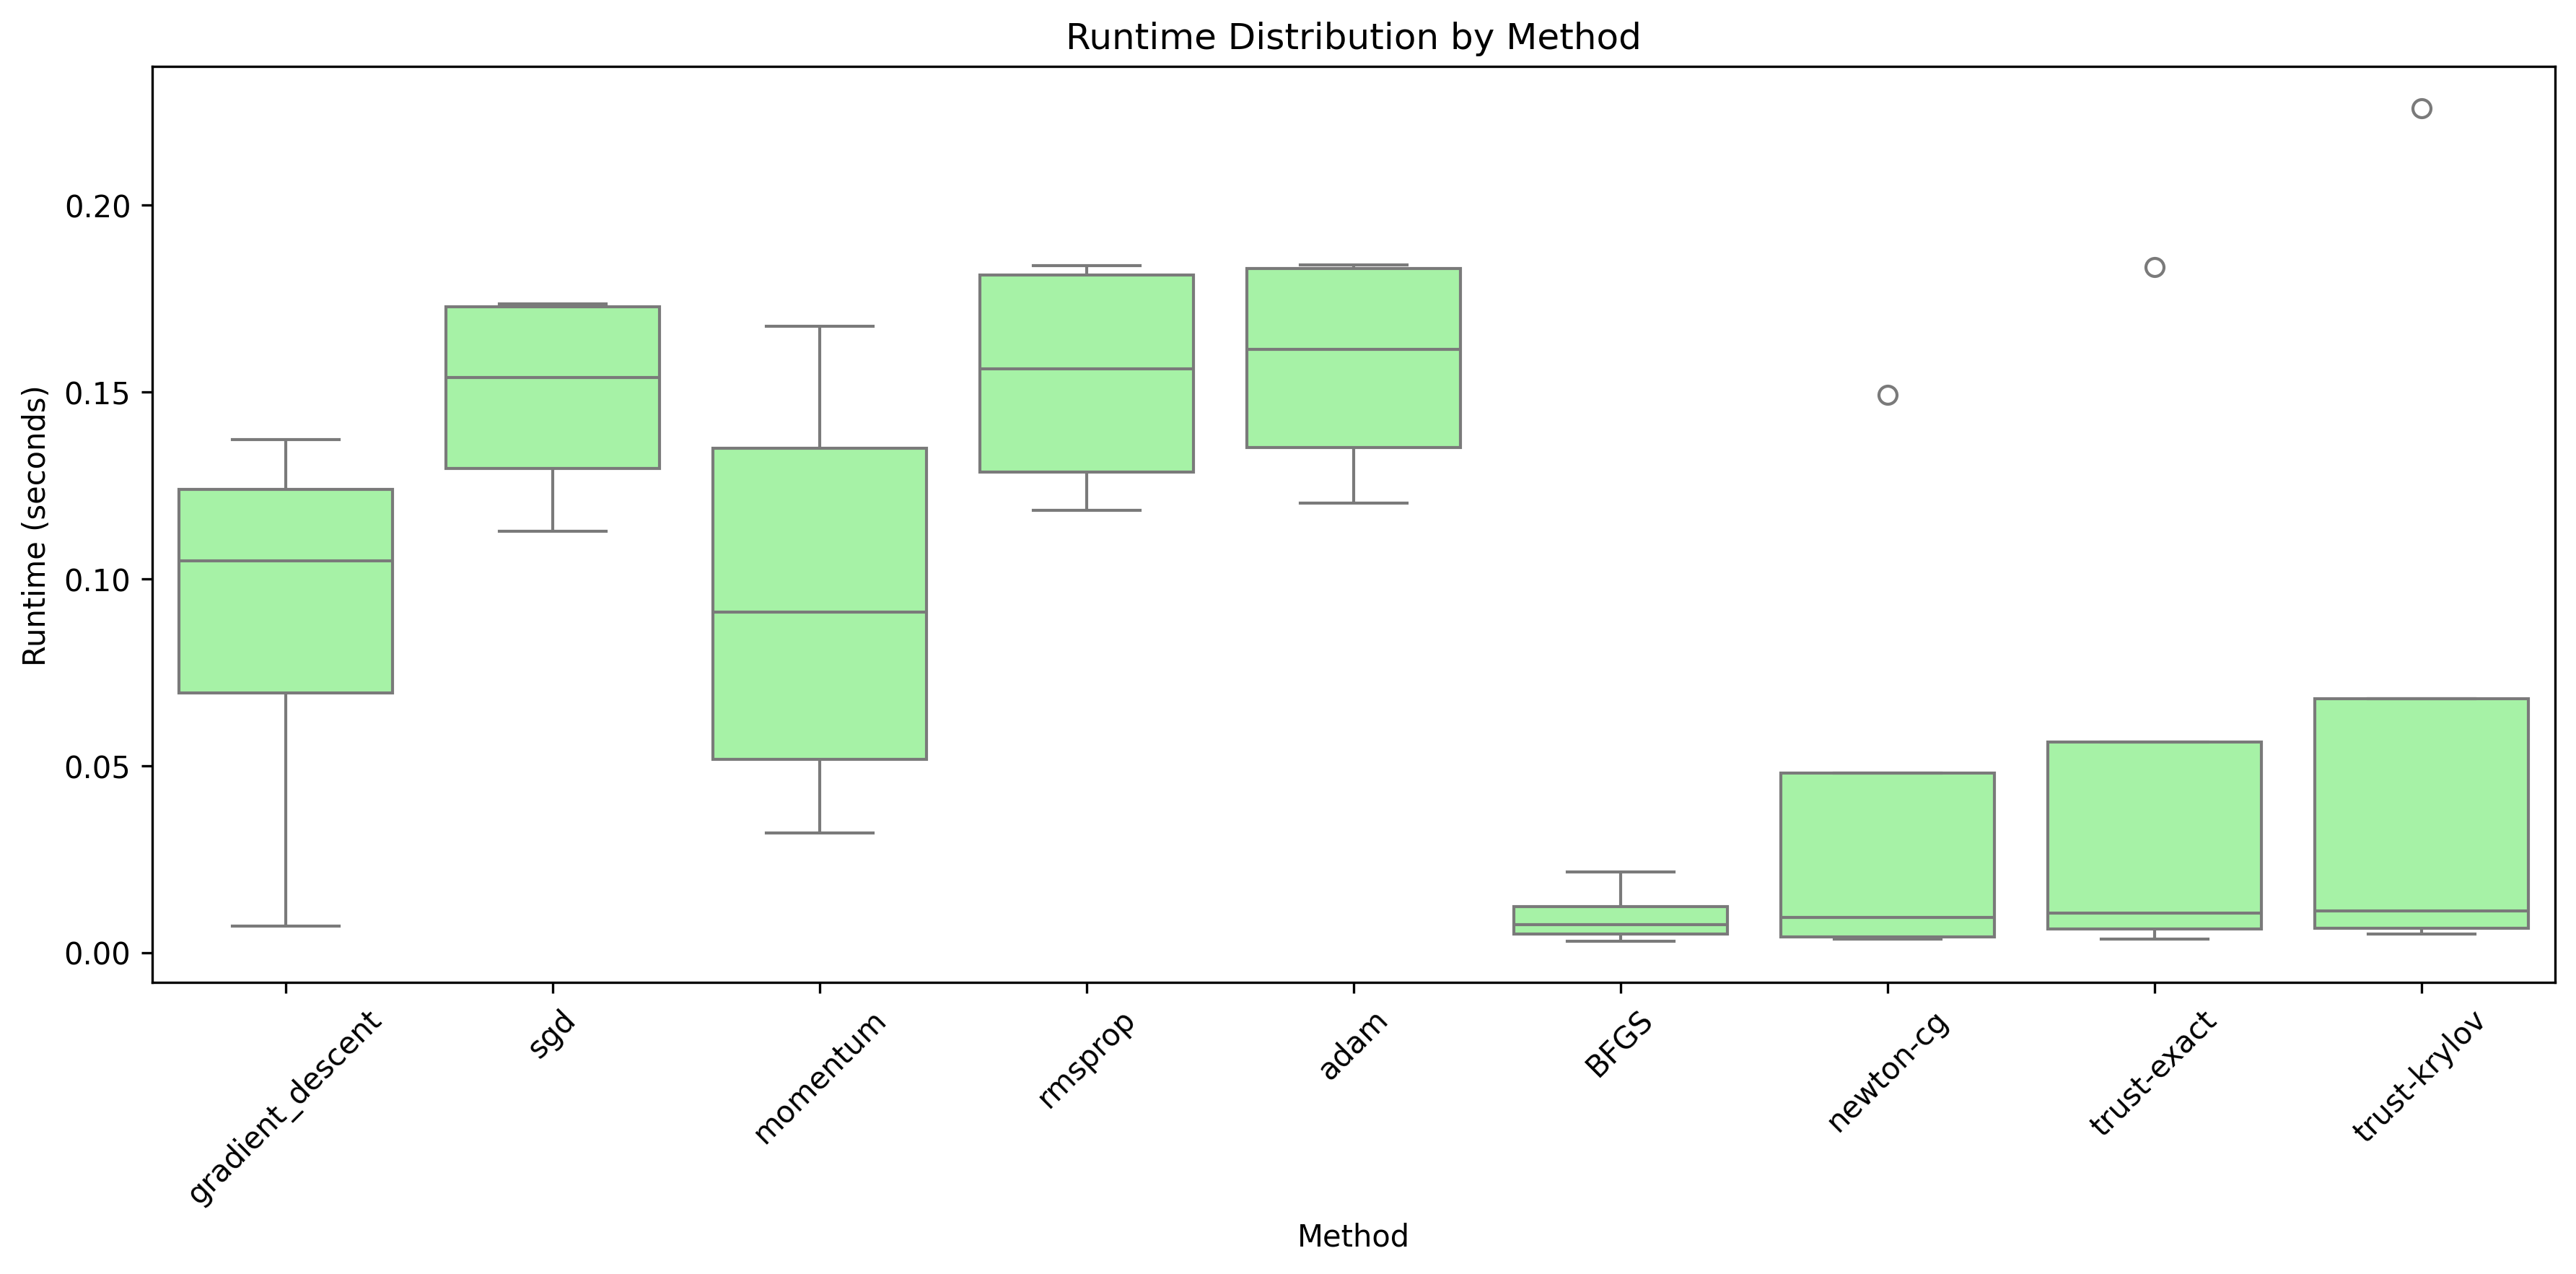 Runtime Distribution by Method
Runtime (seconds)
0.20
0.15
0.10
0.05
0.00
gradient_descent
sgd
momentum
rmsprop
adam
BFGS
newton-cg
trust-exact
trust-krylov
Method